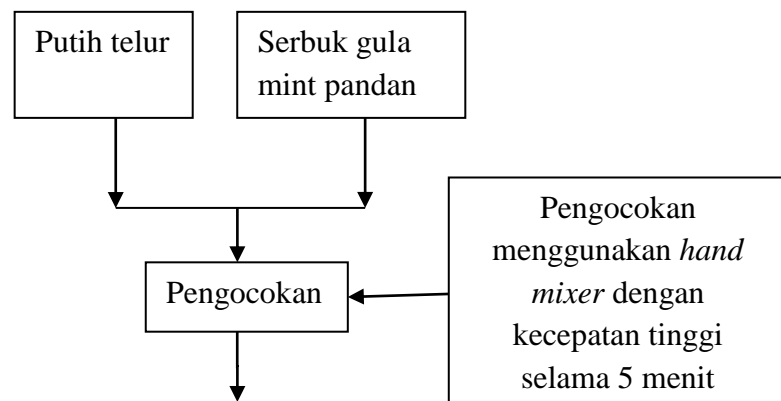 Putih telur
Serbuk gula
mint pandan
Pengocokan
menggunakan hand
mixer dengan
kecepatan tinggi
selama 5 menit
Pengocokan